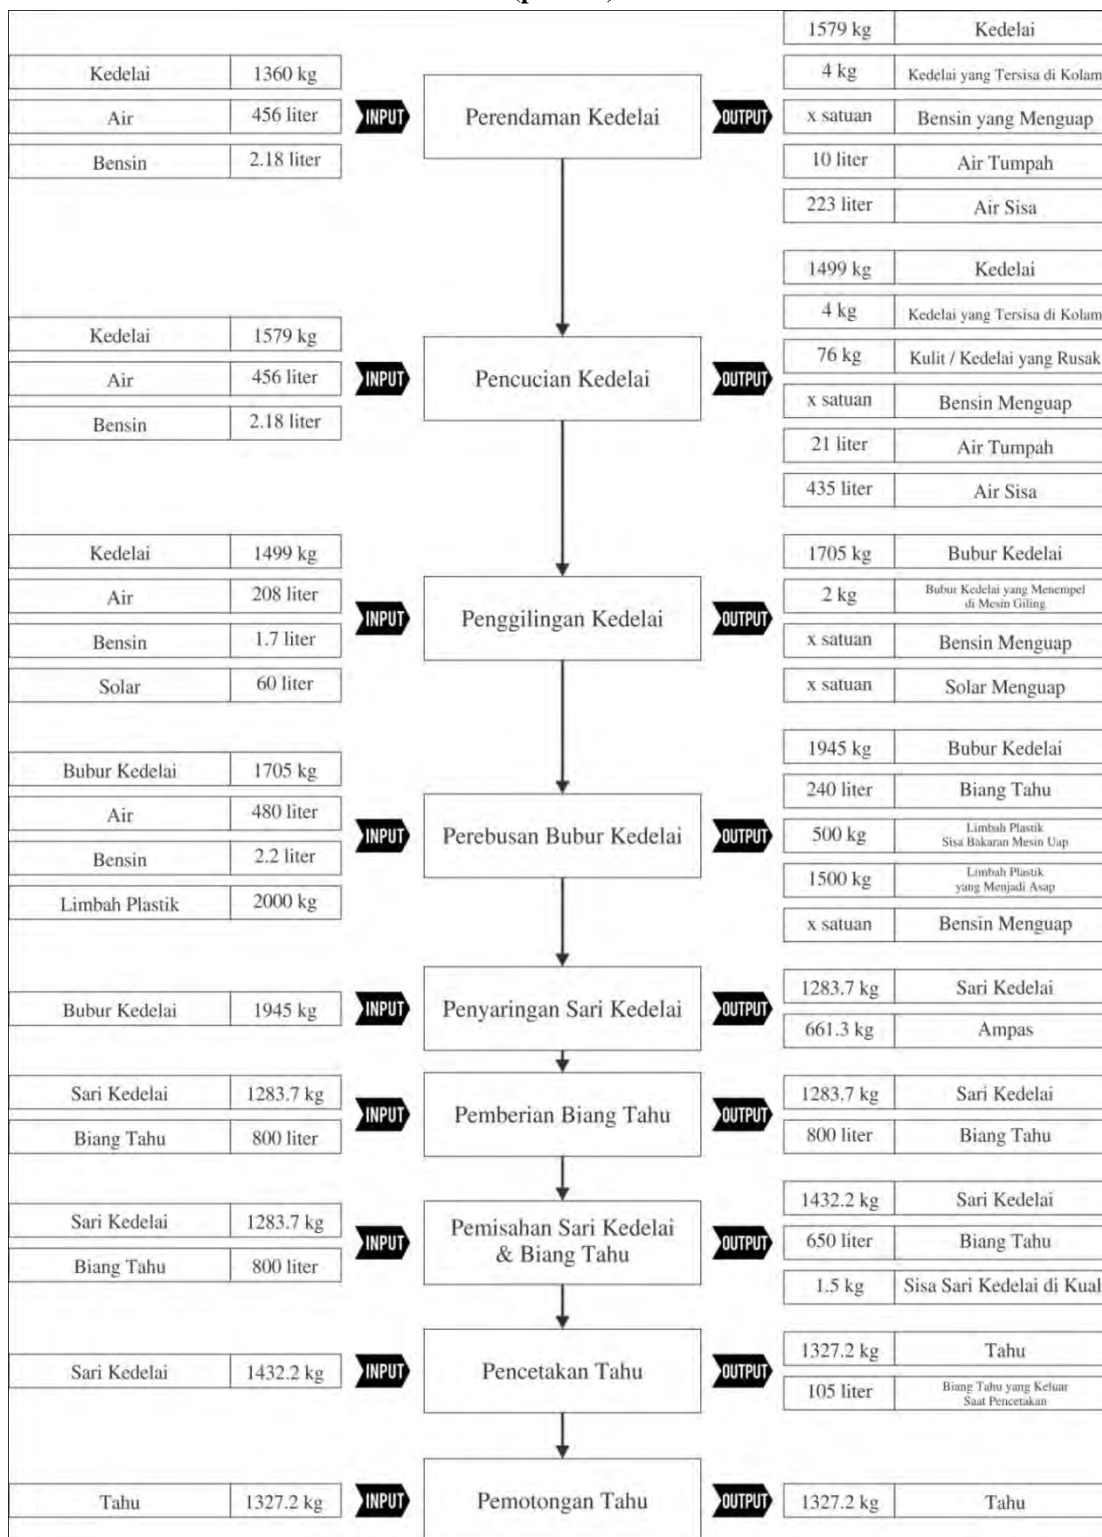 1579 kg Kedelai
Kedelai 1360 kg
4 kg Kedelai yang Tersisa di Kolam
Air 456 liter
INPUT
Perendaman Kedelai
OUTPUT
x satuan Bensin yang Menguap
Bensin 2.18 liter
10 liter Air Tumpah
223 liter Air Sisa
1499 kg Kedelai
4 kg Kedelai yang Tersisa di Kolam
Kedelai 1579 kg
76 kg Kulit / Kedelai yang Rusak
Air 456 liter
INPUT
Pencucian Kedelai
OUTPUT
x satuan Bensin Menguap
Bensin 2.18 liter
21 liter Air Tumpah
435 liter Air Sisa
Kedelai 1499 kg
1705 kg Bubur Kedelai
Air 208 liter
2 kg Bubur Kedelai yang Menempel
di Mesin Giling
INPUT
Penggilingan Kedelai
OUTPUT
Bensin 1.7 liter
x satuan Bensin Menguap
Solar 60 liter
x satuan Solar Menguap
1945 kg Bubur Kedelai
Bubur Kedelai 1705 kg
240 liter Biang Tahu
Air 480 liter
INPUT
Perebusan Bubur Kedelai
OUTPUT
500 kg Limbah Plastik
Sisa Bakaran Mesin Uap
Bensin 2.2 liter
1500 kg Limbah Plastik
yang Menjadi Asap
Limbah Plastik 2000 kg
x satuan Bensin Menguap
1283.7 kg Sari Kedelai
Bubur Kedelai 1945 kg
INPUT
Penyaringan Sari Kedelai
OUTPUT
661.3 kg Ampas
Sari Kedelai 1283.7 kg
1283.7 kg Sari Kedelai
INPUT
Pemberian Biang Tahu
OUTPUT
Biang Tahu 800 liter
800 liter Biang Tahu
1432.2 kg Sari Kedelai
Sari Kedelai 1283.7 kg
INPUT
Pemisahan Sari Kedelai
& Biang Tahu
OUTPUT
650 liter Biang Tahu
Biang Tahu 800 liter
1.5 kg Sisa Sari Kedelai di Kuali
1327.2 kg Tahu
Sari Kedelai 1432.2 kg
INPUT
Pencetakan Tahu
OUTPUT
105 liter Biang Tahu yang Keluar
Saat Pencetakan
Tahu 1327.2 kg
INPUT
Pemotongan Tahu
OUTPUT
1327.2 kg Tahu